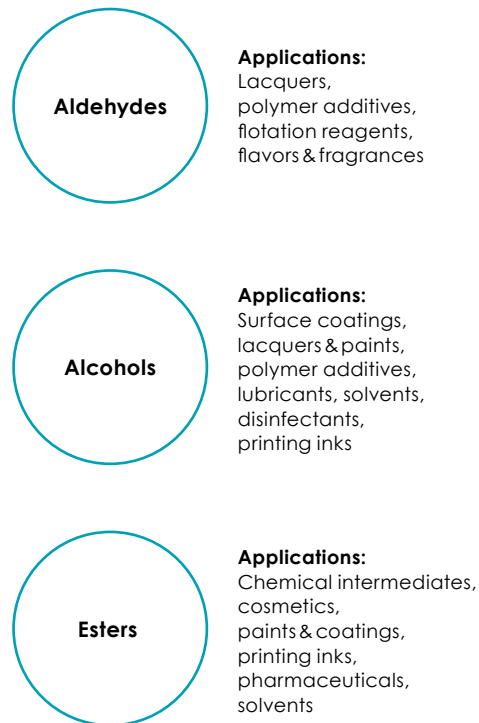 Aldehydes
Applications:
Lacquers,
polymer additives,
flotation reagents,
flavors & fragrances
Alcohols
Applications:
Surface coatings,
lacquers & paints,
polymer additives,
lubricants, solvents,
disinfectants,
printing inks
Esters
Applications:
Chemical intermediates,
cosmetics,
paints & coatings,
printing inks,
pharmaceuticals,
solvents